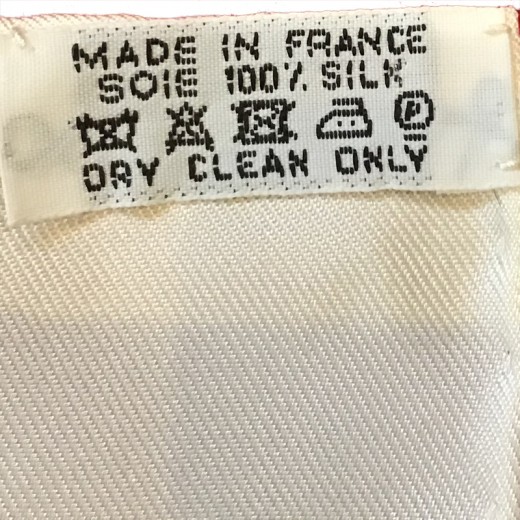 MADE IN FRANCE
SOIE 100% SILK
P
DRY CLEAN ONLY